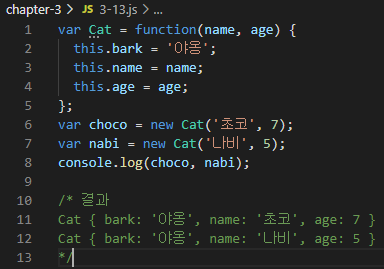 chapter-3 > JS 3-13.js > ...
1 var Cat = function(name, age) {
2 this.bark = '야옹';
3 this.name = name;
4 this.age = age;
5 };
6 var choco = new Cat('초코', 7);
7 var nabi = new Cat('나비', 5);
8 console.log(choco, nabi);
9
10 /* 결과
11 Cat { bark: '야옹', name: '초코', age: 7 }
12 Cat { bark: '야옹', name: '나비', age: 5 }
13 */